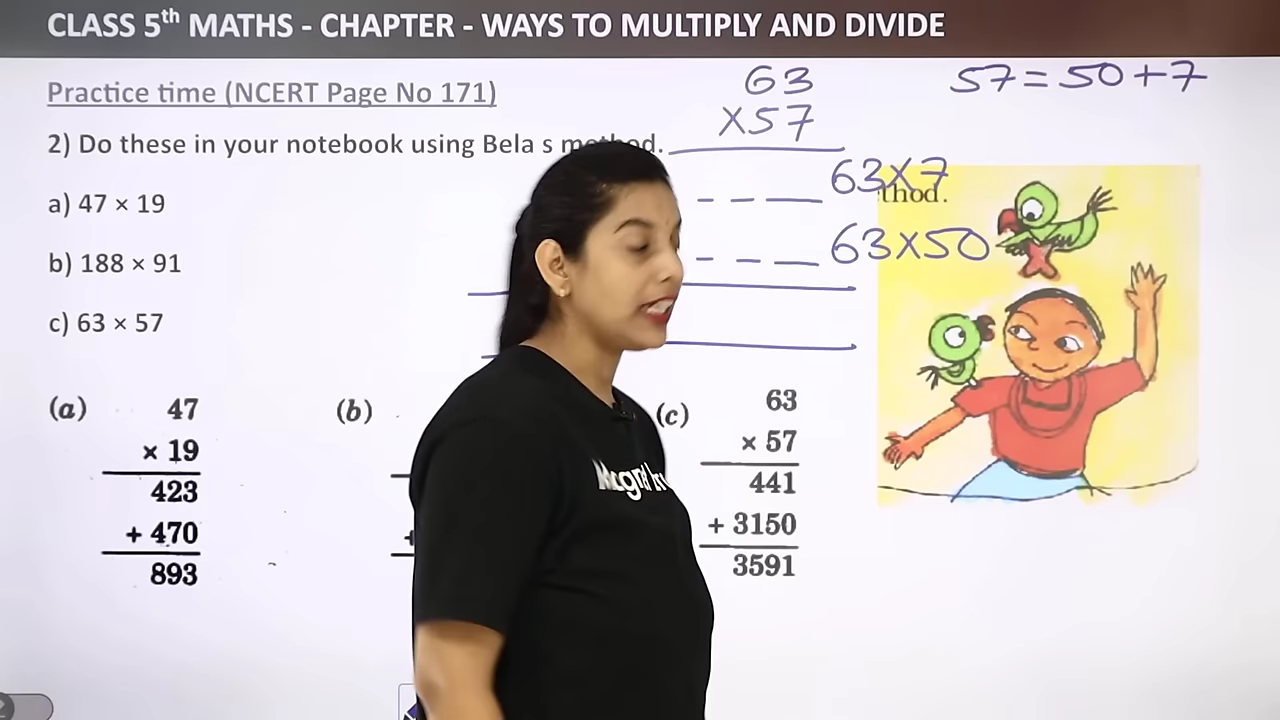 CLASS 5th MATHS - CHAPTER - WAYS TO MULTIPLY AND DIVIDE
Practice time (NCERT Page No 171)
2) Do these in your notebook using Bela s method.
a) 47 × 19
b) 188 × 91
c) 63 × 57
63
×57
63×7
63×50
57=50+7
thod.
(a) 47
× 19
423
+ 470
893
(b)
(c) 63
× 57
441
+ 3150
3591